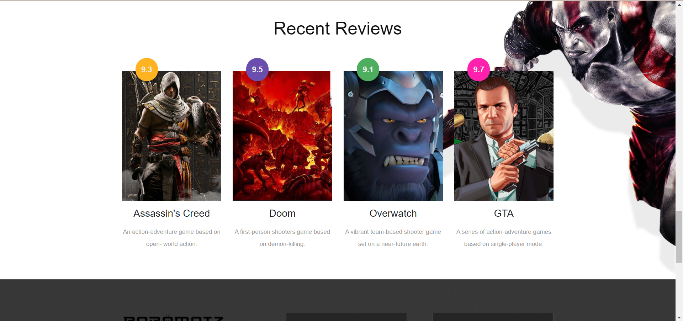 Recent Reviews
9.3
9.5
9.1
9.7
Assassin's Creed
Doom
Overwatch
GTA
An action-adventure game based on
open- world action.
A first person shooters game based
on demon-killing.
A vibrant team-based shooter game
set on a near-future earth.
A series of action-adventure games
based on single-player mode